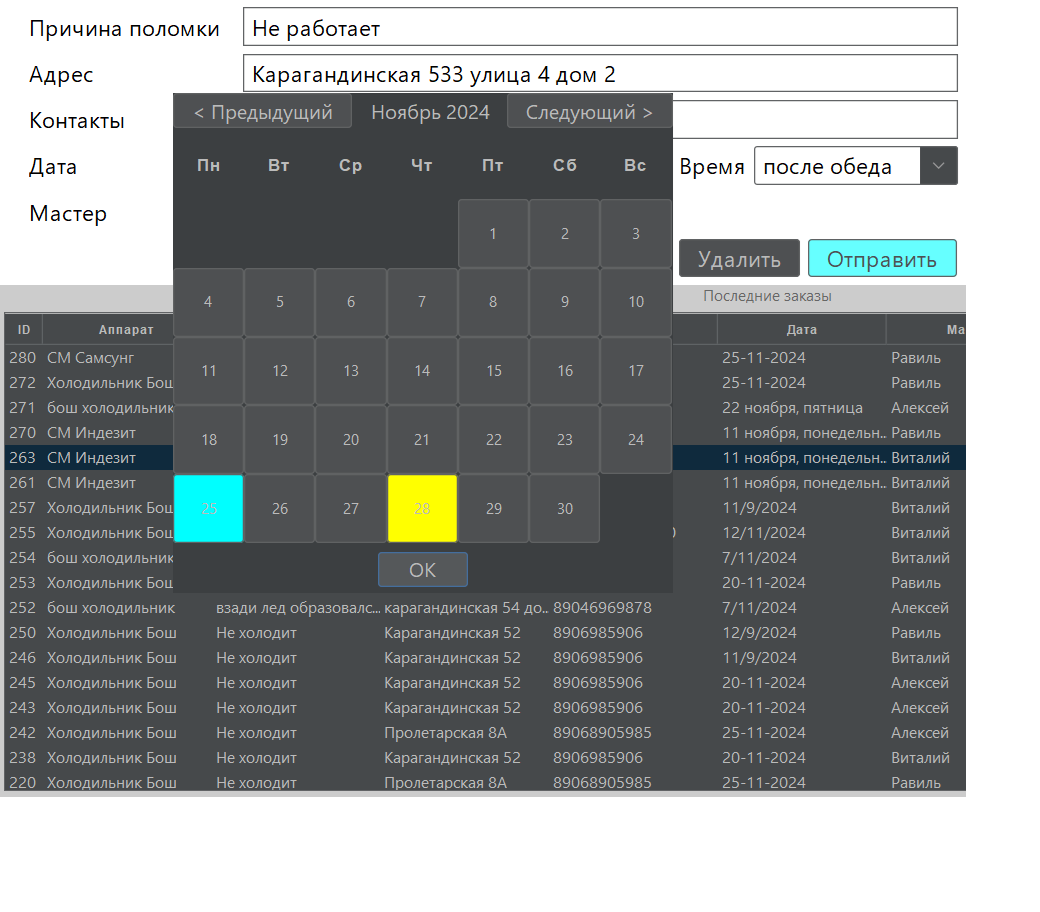 Причина поломки Не работает
Адрес Карагандинская 533 улица 4 дом 2
Контакты
< Предыдущий Ноябрь 2024 Следующий >
Дата Пн Вт Ср Чт Пт Сб Вс Время после обеда
Мастер
1 2 3
Удалить Отправить
4 5 6 7 8 9 10
Последние заказы
ID Аппарат Дата Ма
280 СМ Самсунг 25-11-2024 Равиль
11 12 13 14 15 16 17
272 Холодильник Бош 25-11-2024 Равиль
271 бош холодильник 22 ноября, пятница Алексей
270 СМ Индезит 11 ноября, понедельн.. Равиль
18 19 20 21 22 23 24
263 СМ Индезит 11 ноября, понедельн.. Виталий
261 СМ Индезит 11 ноября, понедельн.. Виталий
257 Холодильник Бош 11/9/2024 Виталий
25 26 27 28 29 30
255 Холодильник Бош 12/11/2024 Виталий
254 бош холодильник 7/11/2024 Виталий
OK
253 Холодильник Бош 20-11-2024 Равиль
252 бош холодильник взади лед образовалс... карагандинская 54 до.. 89046969878 7/11/2024 Алексей
250 Холодильник Бош Не холодит Карагандинская 52 8906985906 12/9/2024 Равиль
246 Холодильник Бош Не холодит Карагандинская 52 8906985906 11/9/2024 Виталий
245 Холодильник Бош Не холодит Карагандинская 52 8906985906 20-11-2024 Алексей
243 Холодильник Бош Не холодит Карагандинская 52 8906985906 20-11-2024 Алексей
242 Холодильник Бош Не холодит Пролетарская 8А 89068905985 25-11-2024 Алексей
238 Холодильник Бош Не холодит Карагандинская 52 8906985906 20-11-2024 Виталий
220 Холодильник Бош Не холодит Пролетарская 8А 89068905985 25-11-2024 Равиль